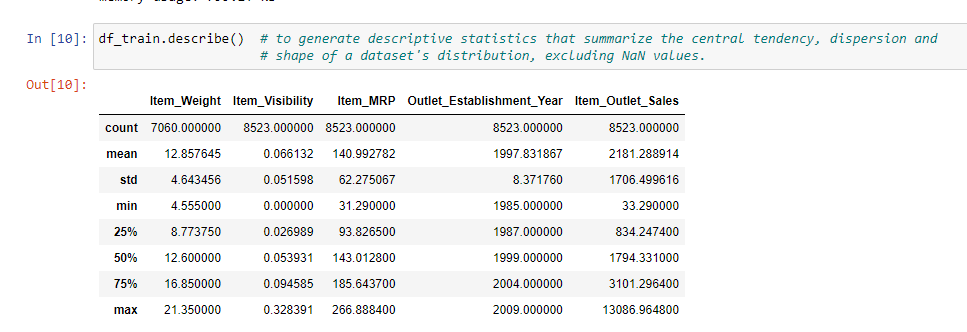 In [10]: df_train.describe()  # to generate descriptive statistics that summarize the central tendency, dispersion and
# shape of a dataset's distribution, excluding NaN values.
Out[10]:
Item_Weight Item_Visibility Item_MRP Outlet_Establishment_Year Item_Outlet_Sales
count 7060.000000 8523.000000 8523.000000 8523.000000 8523.000000
mean 12.857645 0.066132 140.992782 1997.831867 2181.288914
std 4.643456 0.051598 62.275067 8.371760 1706.499616
min 4.555000 0.000000 31.290000 1985.000000 33.290000
25% 8.773750 0.026989 93.826500 1987.000000 834.247400
50% 12.600000 0.053931 143.012800 1999.000000 1794.331000
75% 16.850000 0.094585 185.643700 2004.000000 3101.296400
max 21.350000 0.328391 266.888400 2009.000000 13086.964800